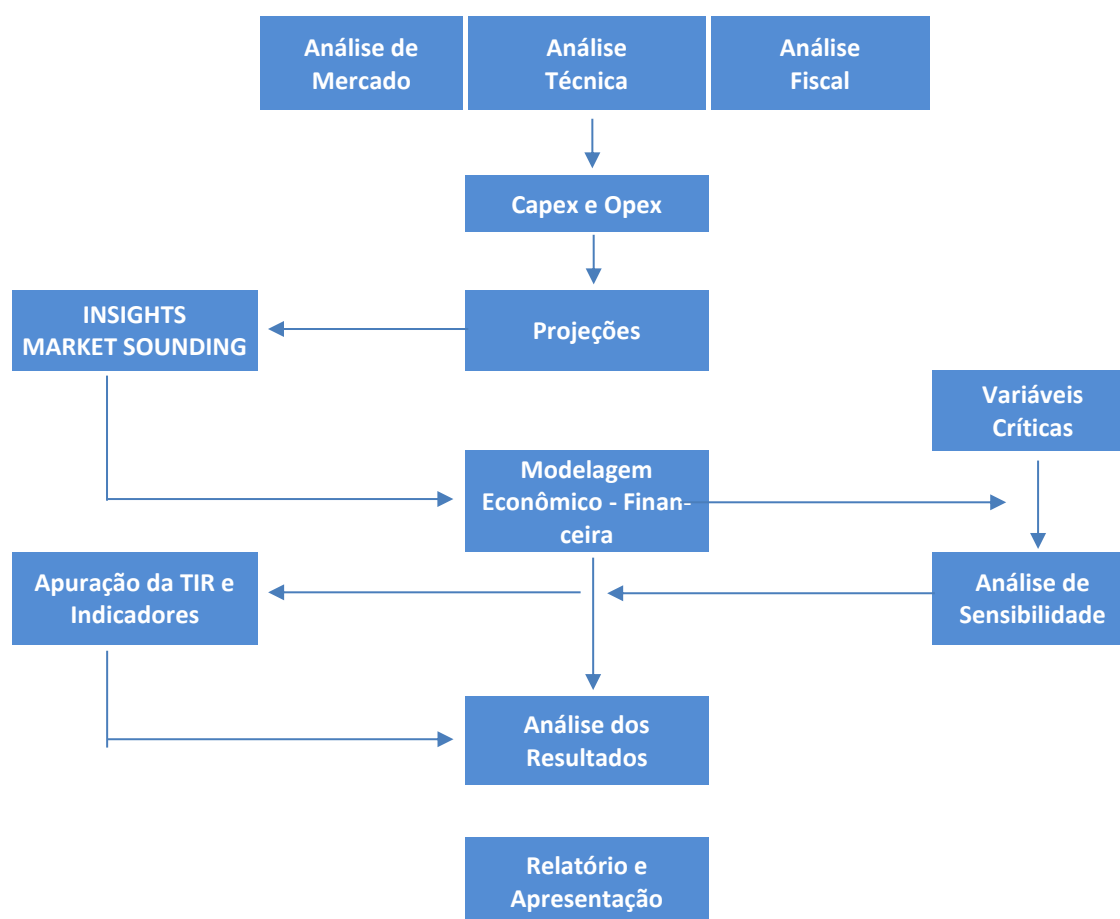 Análise de
Mercado
Análise
Técnica
Análise
Fiscal
Capex e Opex
INSIGHTS
MARKET SOUNDING
Projeções
Variáveis
Críticas
Modelagem
Econômico - Finan-
ceira
Apuração da TIR e
Indicadores
Análise de
Sensibilidade
Análise dos
Resultados
Relatório e
Apresentação